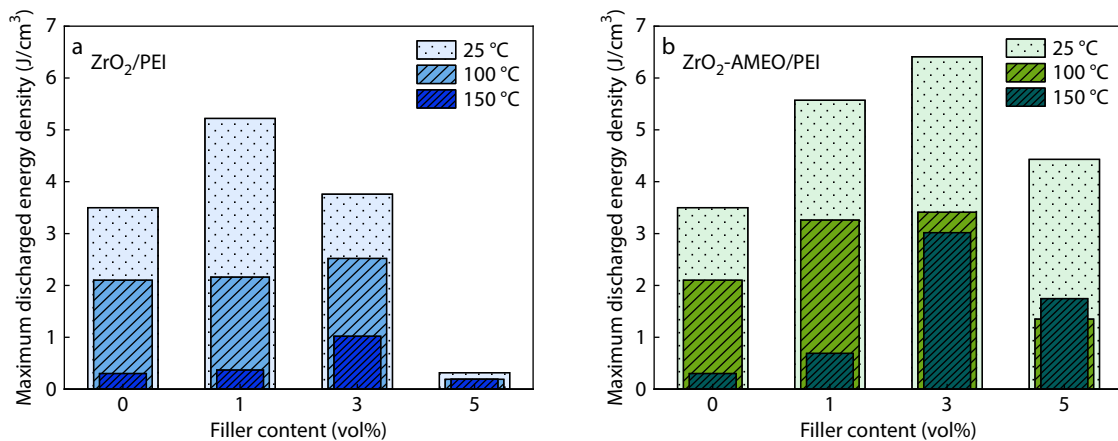 a
ZrO₂/PEI
25 °C
100 °C
150 °C
Maximum discharged energy density (J/cm³)
7
6
5
4
3
2
1
0
0 1 3 5
Filler content (vol%)
b
ZrO₂-AMEO/PEI
25 °C
100 °C
150 °C
Maximum discharged energy density (J/cm³)
7
6
5
4
3
2
1
0
0 1 3 5
Filler content (vol%)